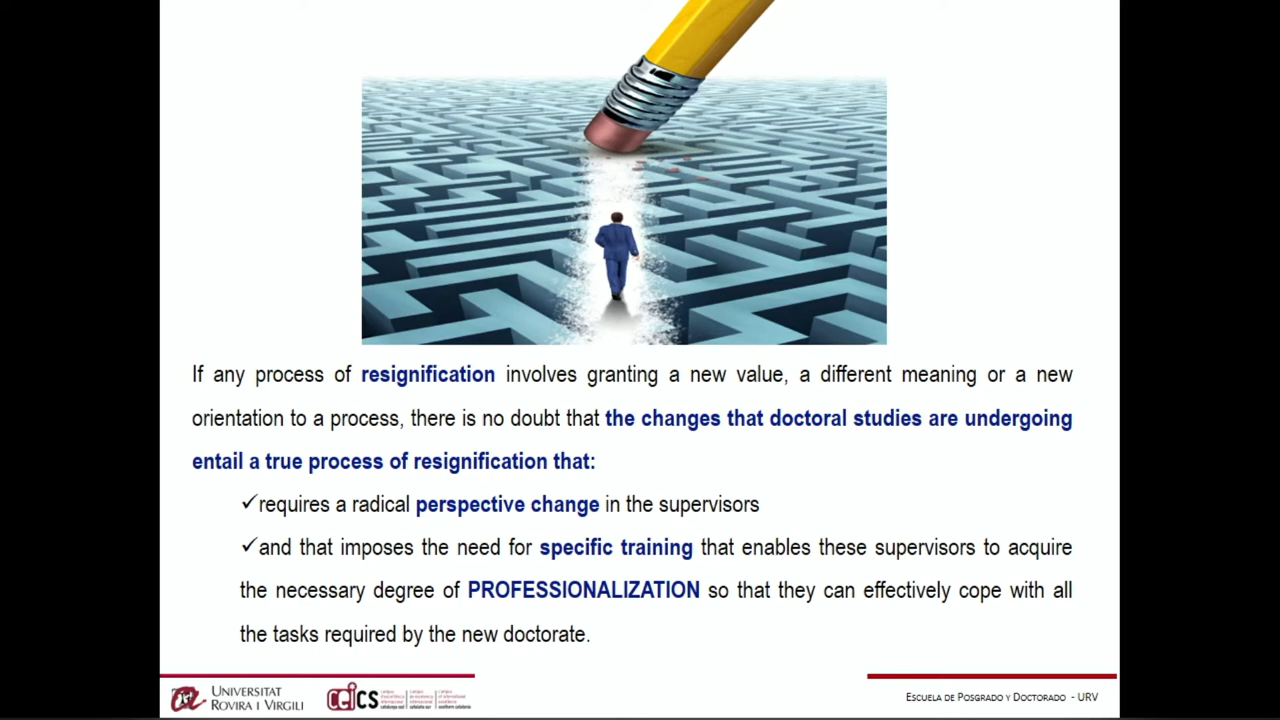 If any process of resignification involves granting a new value, a different meaning or a new
orientation to a process, there is no doubt that the changes that doctoral studies are undergoing
entail a true process of resignification that:
✓requires a radical perspective change in the supervisors
✓and that imposes the need for specific training that enables these supervisors to acquire
the necessary degree of PROFESSIONALIZATION so that they can effectively cope with all
the tasks required by the new doctorate.
UNIVERSITAT
ROVIRA I VIRGILI
CEICS
ESCUELA DE POSGRADO Y DOCTORADO - URV